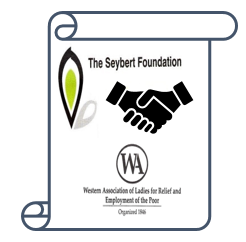 The Seybert Foundation
WA
Western Association of Ladies for Relief and
Employment of the Poor
Organized 1846